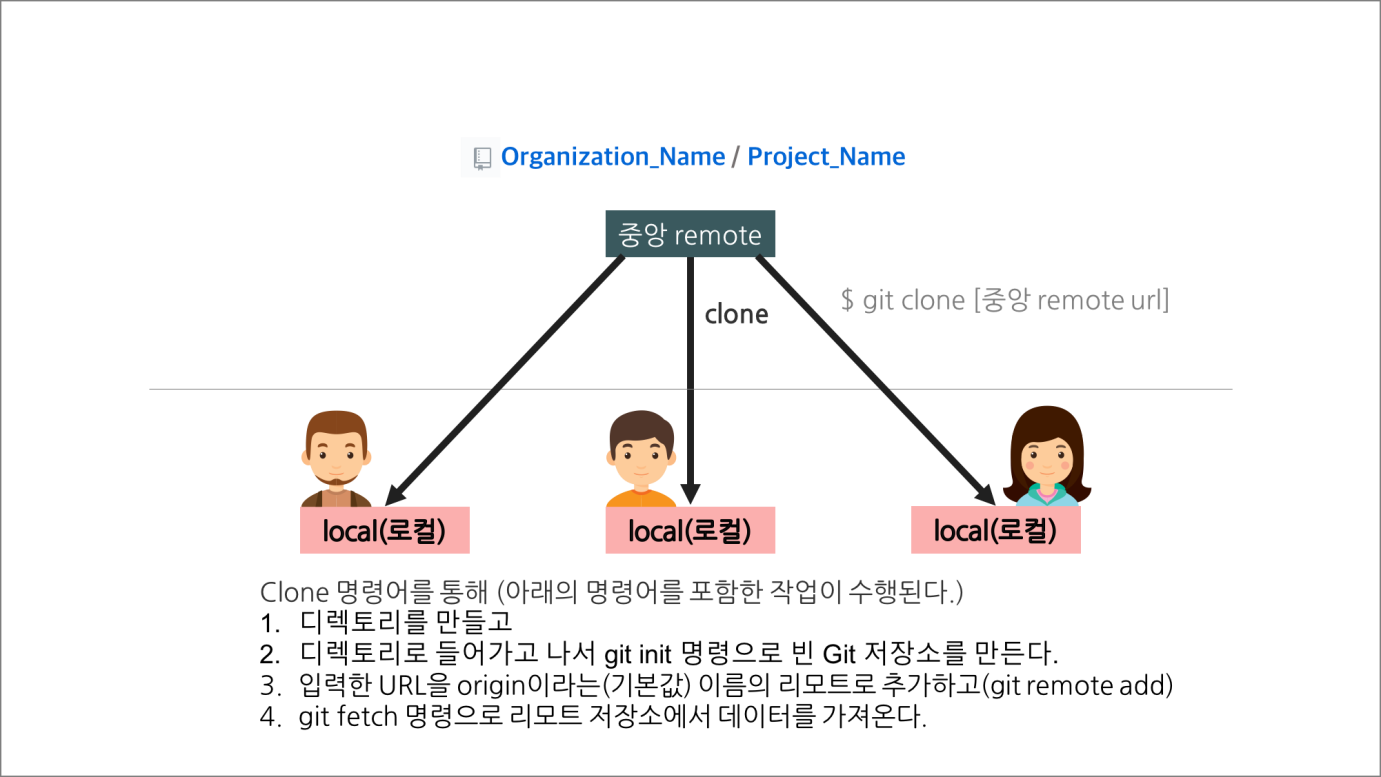 Organization_Name / Project_Name
중앙 remote
clone
$ git clone [중앙 remote url]
local(로컬)
local(로컬)
local(로컬)
Clone 명령어를 통해 (아래의 명령어를 포함한 작업이 수행된다.)
1. 디렉토리를 만들고
2. 디렉토리로 들어가고 나서 git init 명령으로 빈 Git 저장소를 만든다.
3. 입력한 URL을 origin이라는(기본값) 이름의 리모트로 추가하고(git remote add)
4. git fetch 명령으로 리모트 저장소에서 데이터를 가져온다.